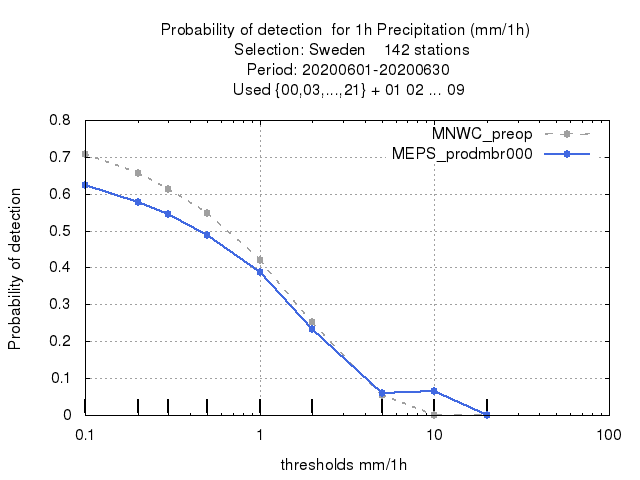 Probability of detection  for 1h Precipitation (mm/1h)
Selection: Sweden    142 stations
Period: 20200601-20200630
Used {00,03,...,21} + 01 02 ... 09
MNWC_preop
MEPS_prodmbr000
Probability of detection
0.8
0.7
0.6
0.5
0.4
0.3
0.2
0.1
0
0.1
1
10
100
thresholds mm/1h